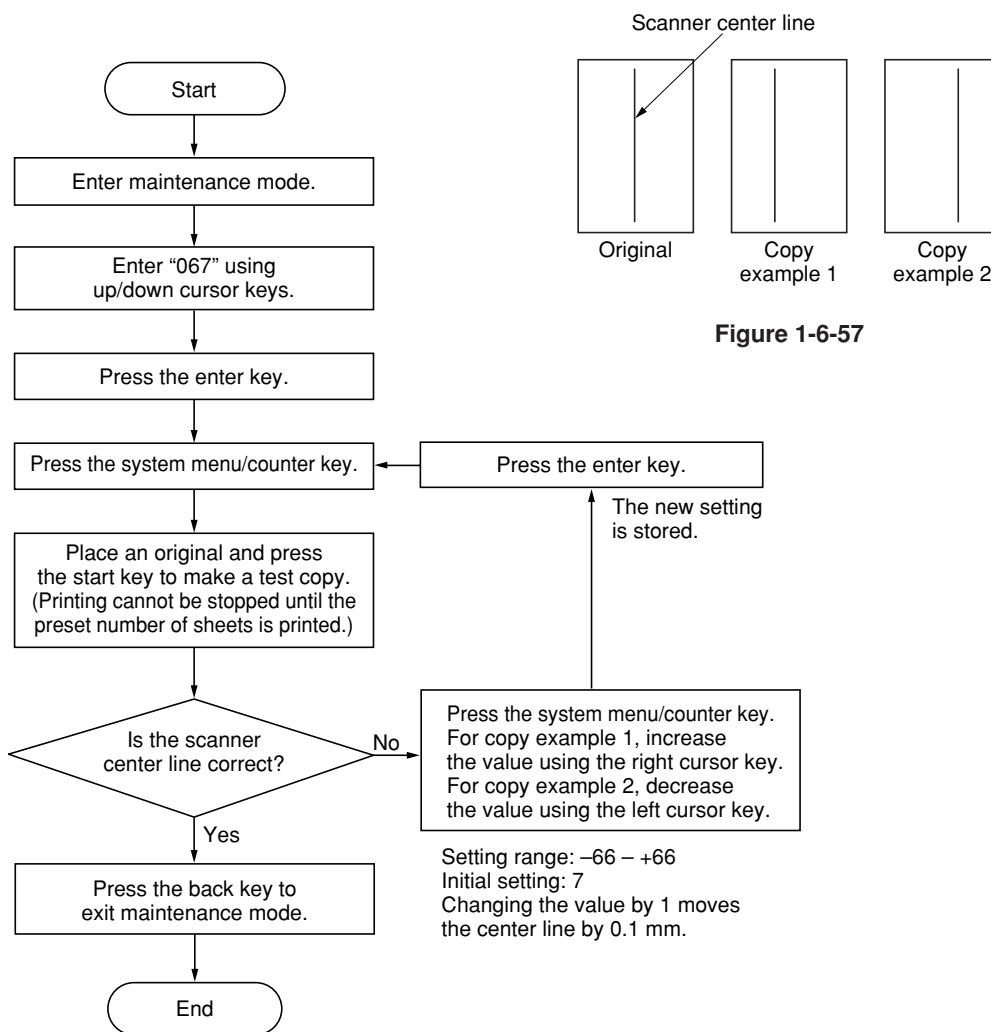 Start
Enter maintenance mode.
Enter “067” using
up/down cursor keys.
Press the enter key.
Press the system menu/counter key.
Place an original and press
the start key to make a test copy.
(Printing cannot be stopped until the
preset number of sheets is printed.)
Is the scanner
center line correct?
No
Yes
Press the system menu/counter key.
For copy example 1, increase
the value using the right cursor key.
For copy example 2, decrease
the value using the left cursor key.
Setting range: –66 – +66
Initial setting: 7
Changing the value by 1 moves
the center line by 0.1 mm.
The new setting
is stored.
Press the enter key.
Press the back key to
exit maintenance mode.
End
Scanner center line
Original
Copy
example 1
Copy
example 2
Figure 1-6-57